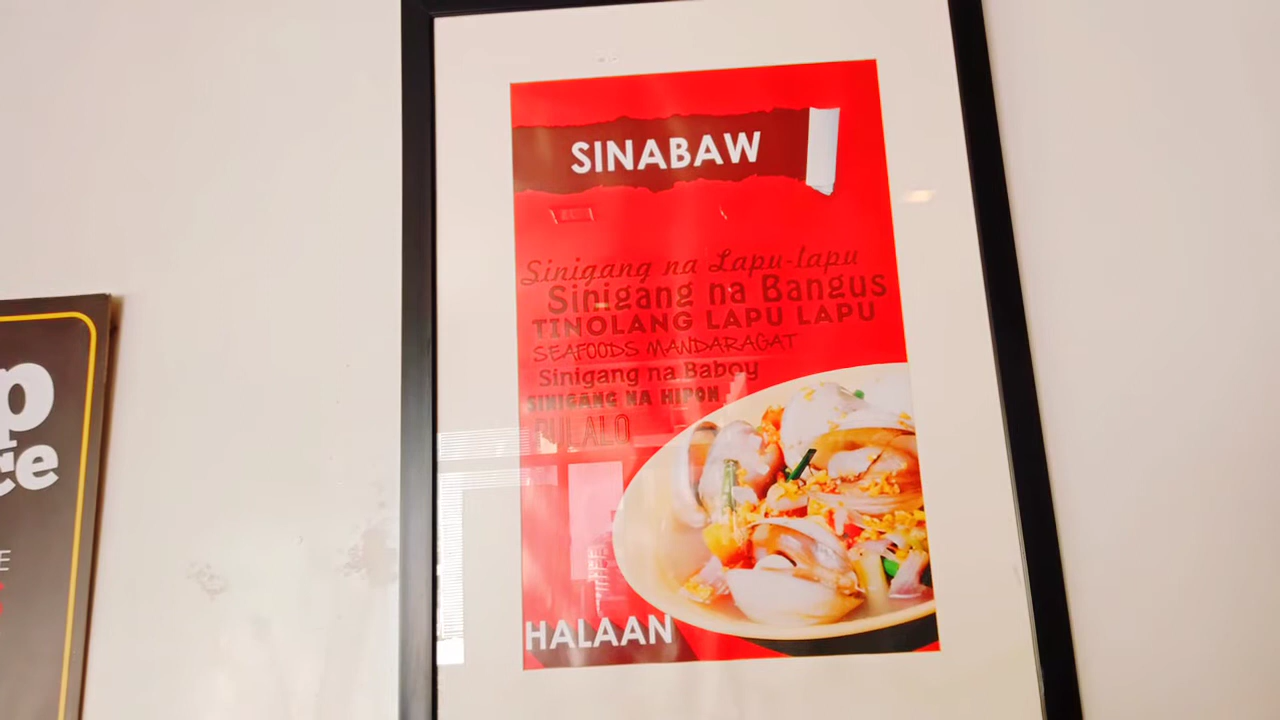 SINABAW
Sinigang na Lapu-lapu
Sinigang na Bangus
TINOLANG LAPU LAPU
SEAFOODS MANDARAGAT
Sinigang na Baboy
SINIGANG NA HIPON
BULALO
HALAAN
p
ce
E